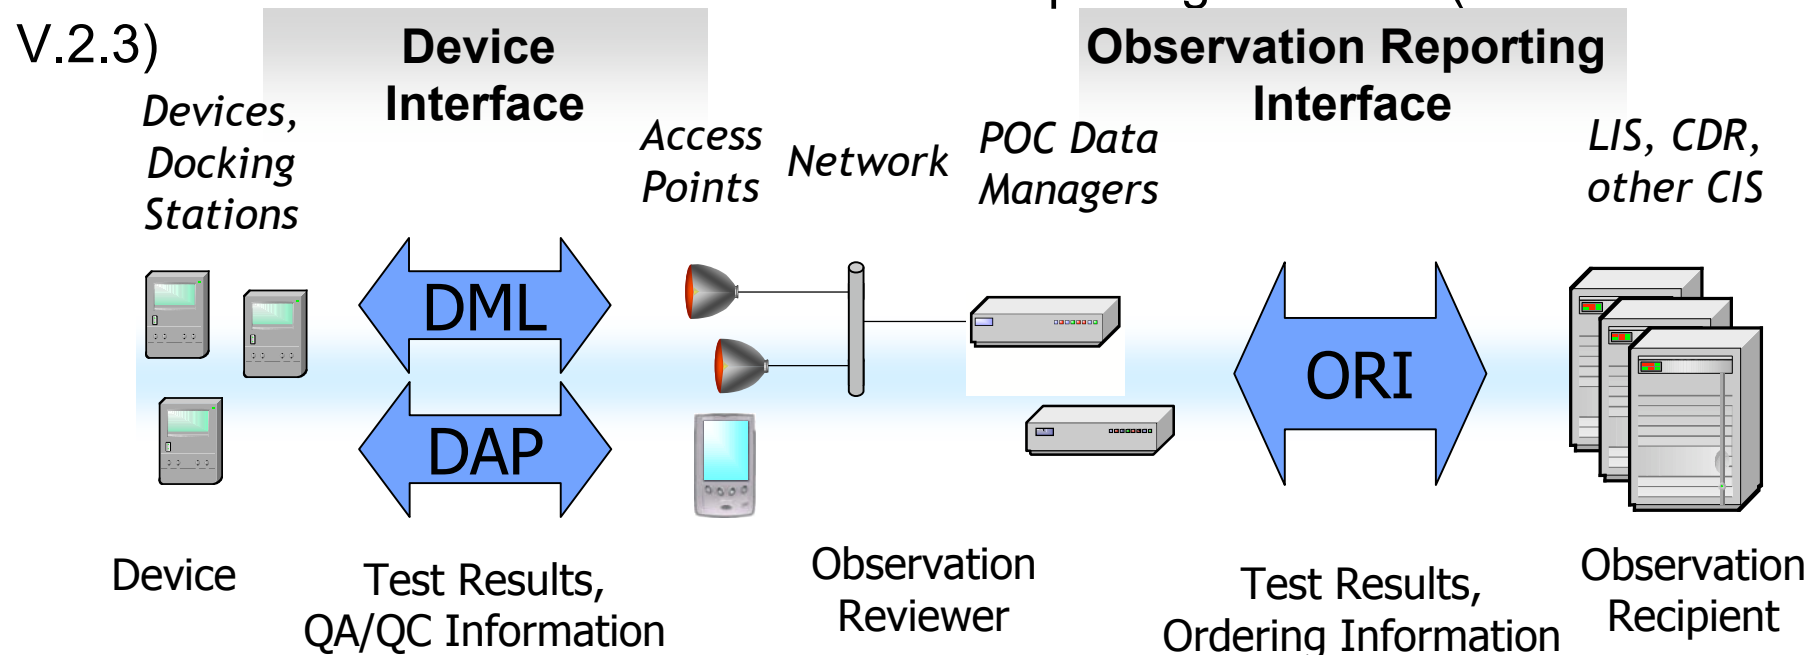 V.2.3)
Device
Interface
Observation Reporting
Interface
Devices,
Docking
Stations
Access
Points
Network
POC Data
Managers
LIS, CDR,
other CIS
DML
DAP
ORI
Device
Test Results,
QA/QC Information
Observation
Reviewer
Test Results,
Ordering Information
Observation
Recipient